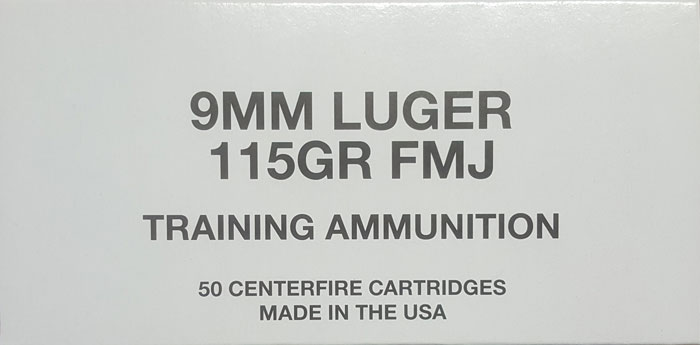 9MM LUGER
115GR FMJ
TRAINING AMMUNITION
50 CENTERFIRE CARTRIDGES
MADE IN THE USA